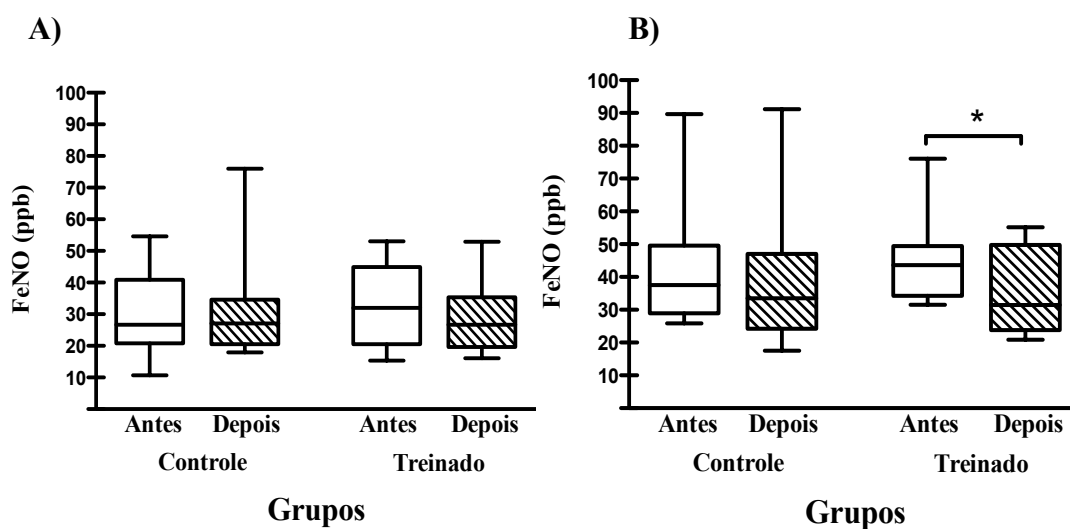 A)
FeNO (ppb)
100
90
80
70
60
50
40
30
20
10
Antes Depois Antes Depois
Controle Treinado
Grupos
B)
FeNO (ppb)
100
90
80
70
60
50
40
30
20
10
*
Antes Depois Antes Depois
Controle Treinado
Grupos